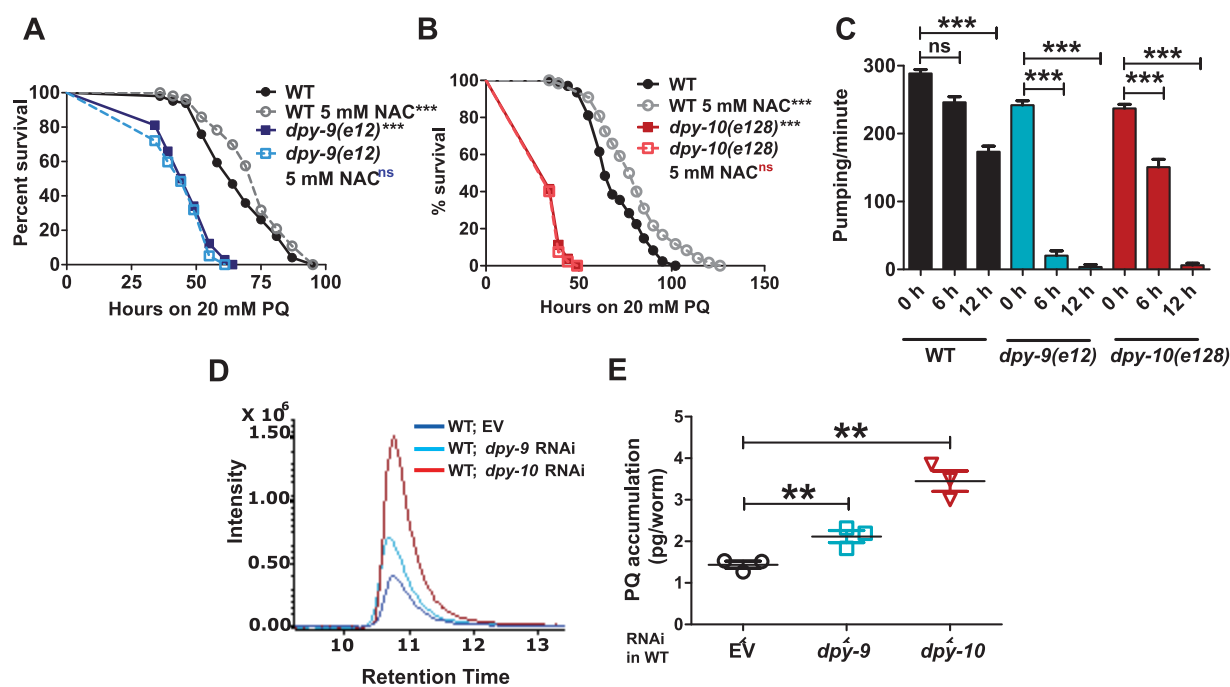 A
Percent survival
100
80
60
40
20
0
0
25
50
75
100
Hours on 20 mM PQ
WT
WT 5 mM NAC***
dpy-9(e12)***
dpy-9(e12)
5 mM NAC ns
B
% survival
100
80
60
40
20
0
0
50
100
150
Hours on 20 mM PQ
WT
WT 5 mM NAC***
dpy-10(e128)***
dpy-10(e128)
5 mM NAC ns
C
Pumping/minute
300
200
100
0
***
ns
***
***
***
***
0 h
6 h
12 h
0 h
6 h
12 h
0 h
6 h
12 h
WT
dpy-9(e12)
dpy-10(e128)
D
X 10^6
1.50
1.00
0.50
0.00
Intensity
10
11
12
13
Retention Time
WT; EV
WT; dpy-9 RNAi
WT; dpy-10 RNAi
E
PQ accumulation
(pg/worm)
5
4
3
2
1
0
**
**
RNAi
in WT
EV
dpy-9
dpy-10